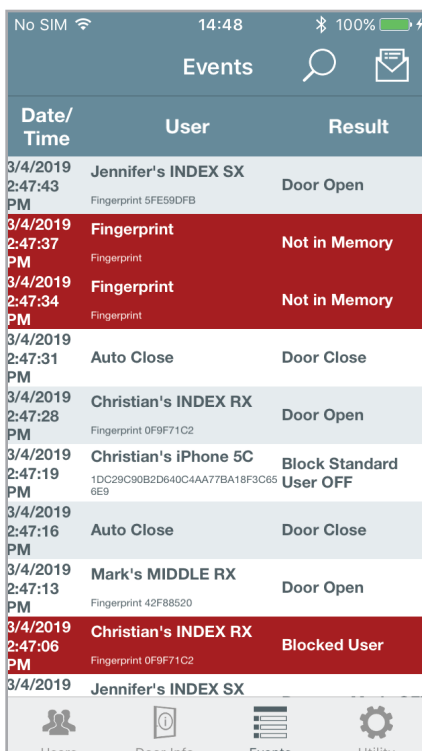 No SIM 14:48 100%
Events
Date/
Time
User
Result
3/4/2019
2:47:43
PM
Jennifer's INDEX SX
Fingerprint 5FE59DFB
Door Open
3/4/2019
2:47:37
PM
Fingerprint
Fingerprint
Not in Memory
3/4/2019
2:47:34
PM
Fingerprint
Fingerprint
Not in Memory
3/4/2019
2:47:31
PM
Auto Close
Door Close
3/4/2019
2:47:28
PM
Christian's INDEX RX
Fingerprint 0F9F71C2
Door Open
3/4/2019
2:47:19
PM
Christian's iPhone 5C
1DC29C90B2D640C4AA77BA18F3C65
6E9
Block Standard
User OFF
3/4/2019
2:47:16
PM
Auto Close
Door Close
3/4/2019
2:47:13
PM
Mark's MIDDLE RX
Fingerprint 42F88520
Door Open
3/4/2019
2:47:06
PM
Christian's INDEX RX
Fingerprint 0F9F71C2
Blocked User
3/4/2019
Jennifer's INDEX SX
Users Door Info Events Utility